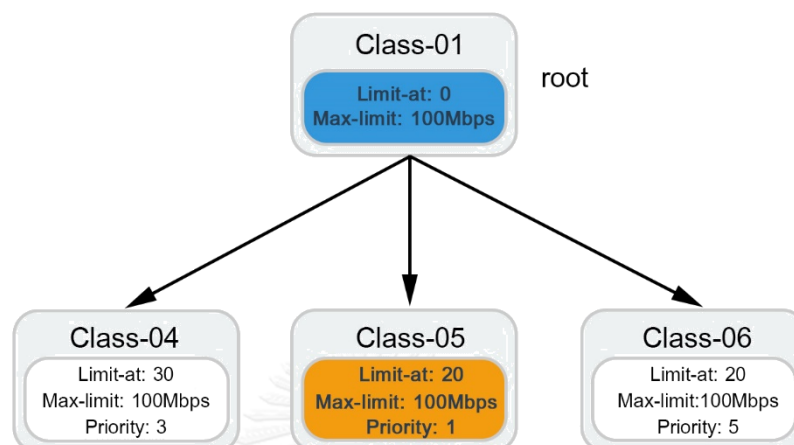 Class-01
root
Limit-at: 0
Max-limit: 100Mbps
Class-04
Limit-at: 30
Max-limit: 100Mbps
Priority: 3
Class-05
Limit-at: 20
Max-limit: 100Mbps
Priority: 1
Class-06
Limit-at: 20
Max-limit:100Mbps
Priority: 5